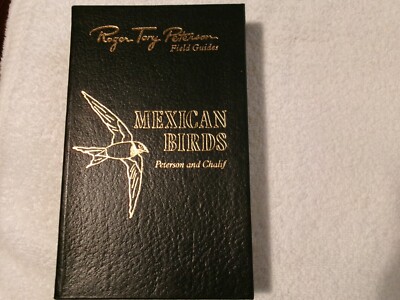 Roger Tory Peterson
Field Guides
MEXICAN
BIRDS
Peterson and Chalif